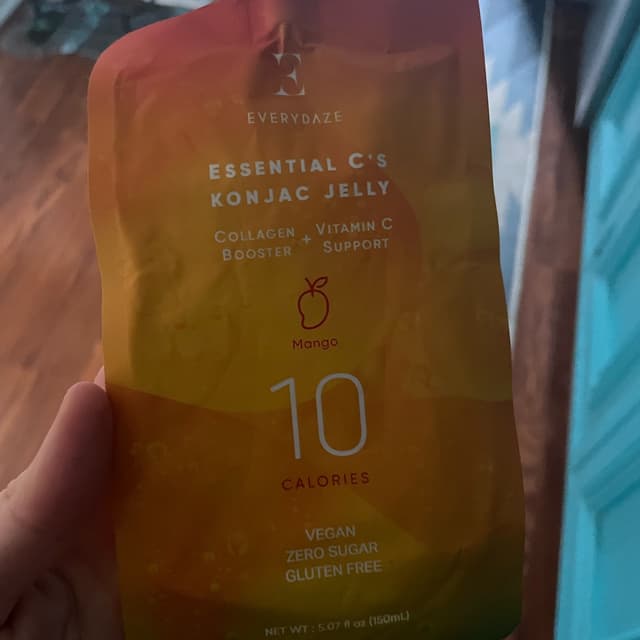 E
EVERYDAZE
ESSENTIAL C'S
KONJAC JELLY
COLLAGEN BOOSTER + VITAMIN C SUPPORT
Mango
10
CALORIES
VEGAN
ZERO SUGAR
GLUTEN FREE
NET WT : 5.07 fl oz (150mL)